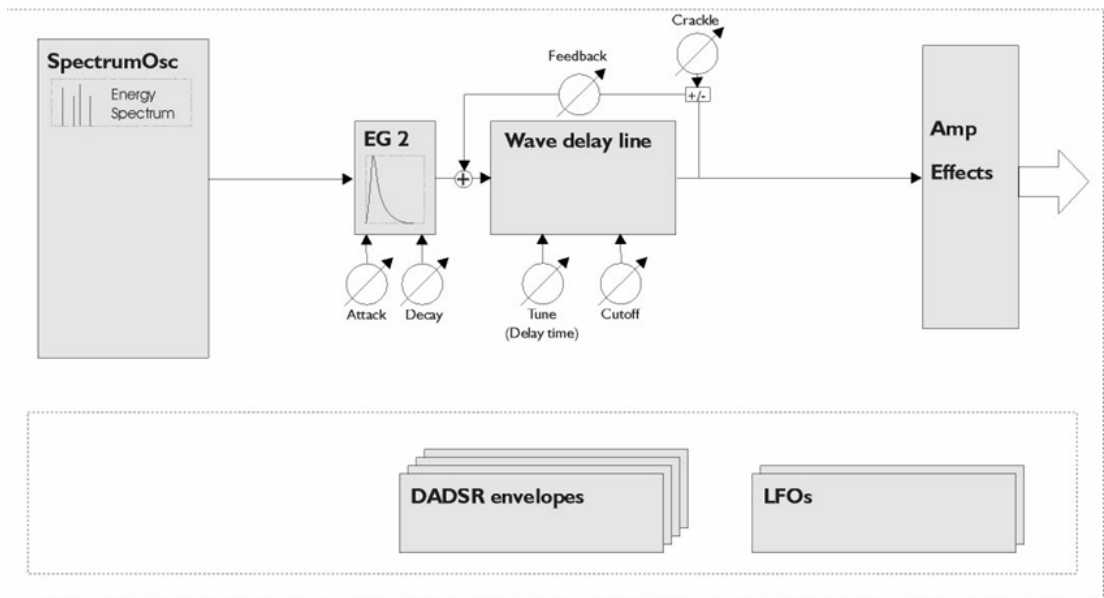 Crackle
SpectrumOsc
Feedback
Energy
Spectrum
+/-
EG 2
Wave delay line
Amp
Effects
+
Attack
Decay
Tune
(Delay time)
Cutoff
DADSR envelopes
LFOs